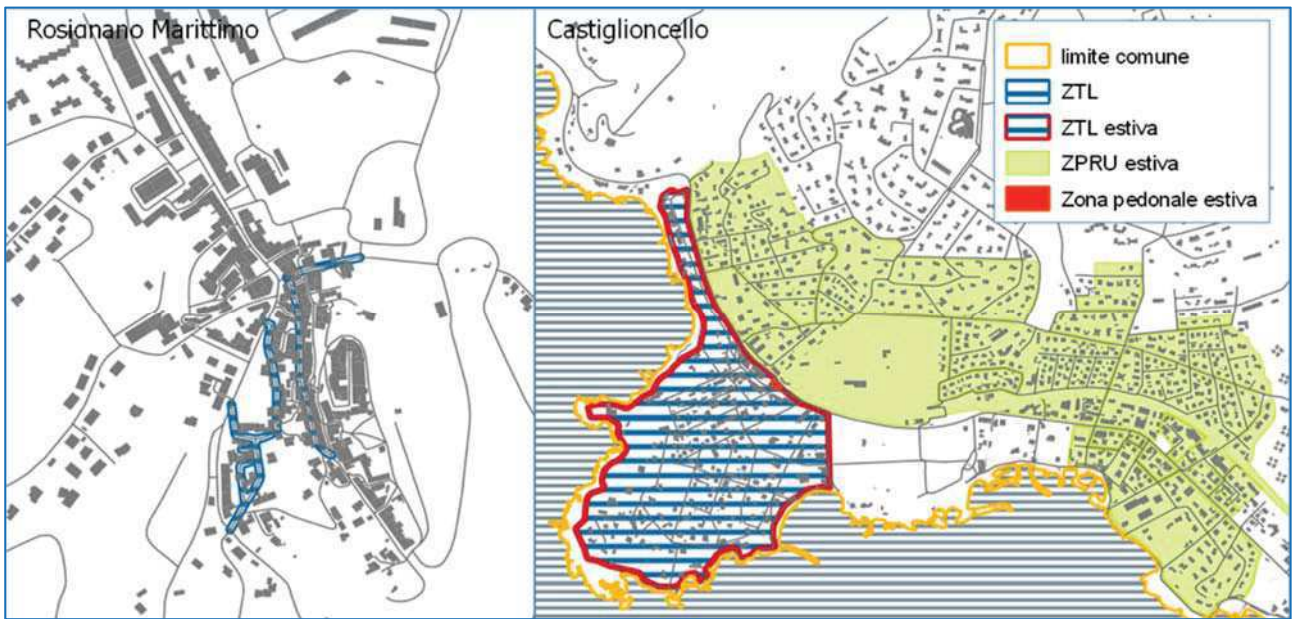 Rosignano Marittimo
Castiglioncello
limite comune
ZTL
ZTL estiva
ZPRU estiva
Zona pedonale estiva